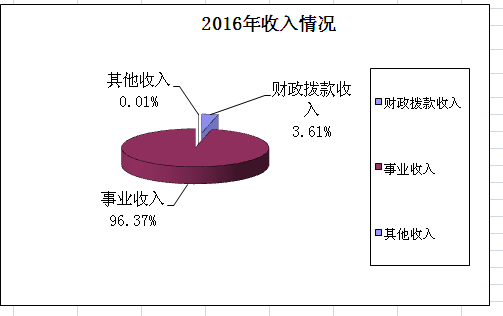 2016年收入情况
其他收入
0.01%
财政拨款收
入
3.61%
事业收入
96.37%
财政拨款收入
事业收入
其他收入